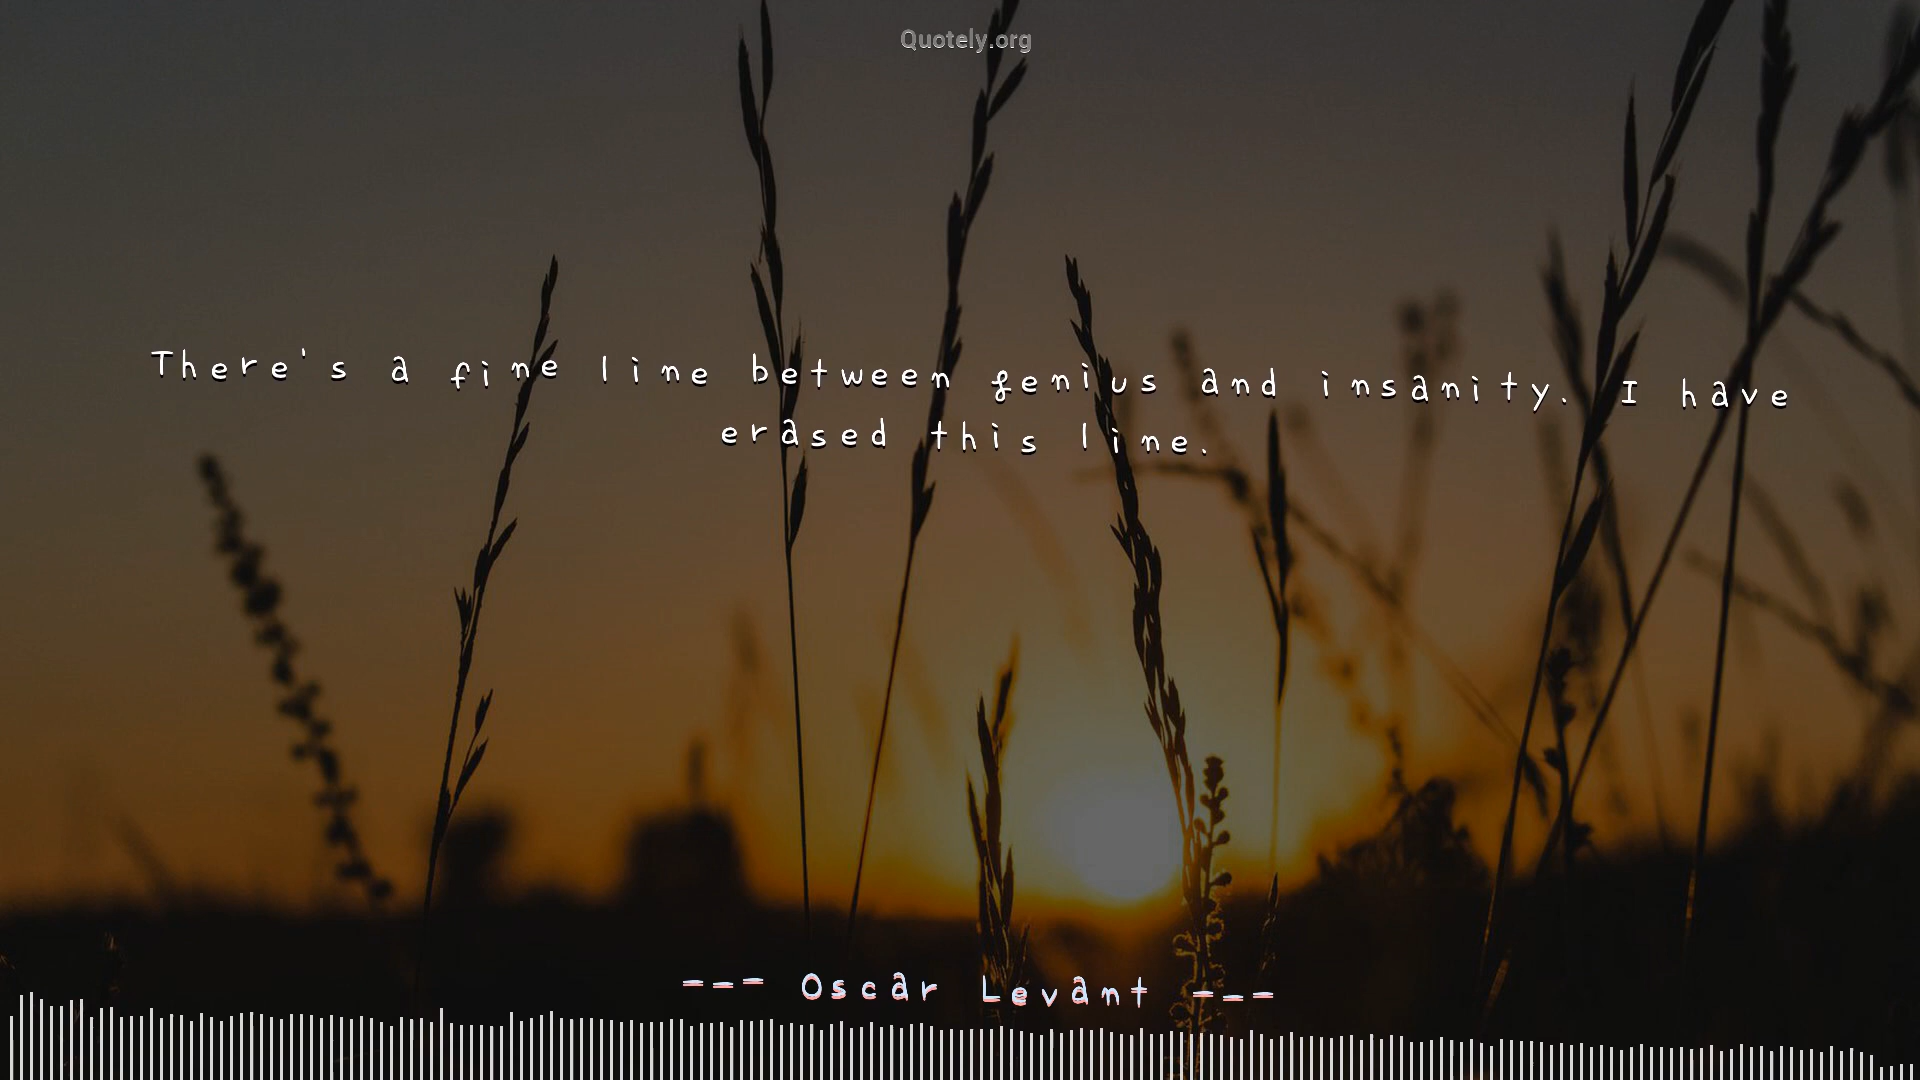 Quotely.org
There's a fine line between genius and insanity. I have
erased this line.
--- Oscar Levant ---